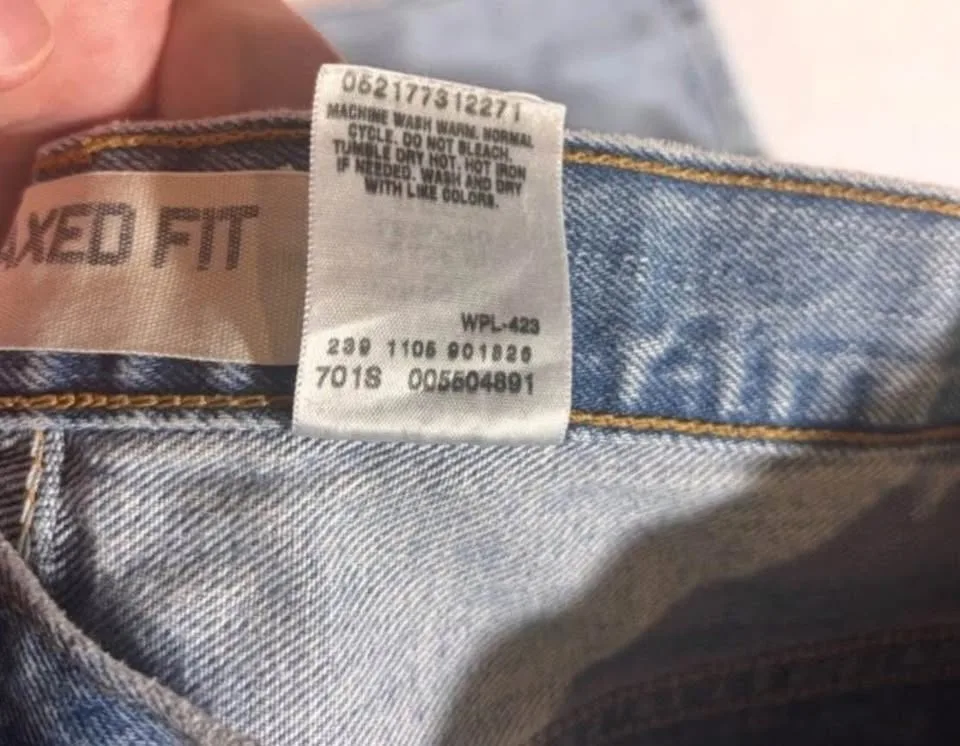 052177312271
MACHINE WASH WARM. NORMAL
CYCLE. DO NOT BLEACH.
TUMBLE DRY HOT. HOT IRON
IF NEEDED. WASH AND DRY
WITH LIKE COLORS.
AXED FIT
WPL-423
239 1105 901826
701S 005504891